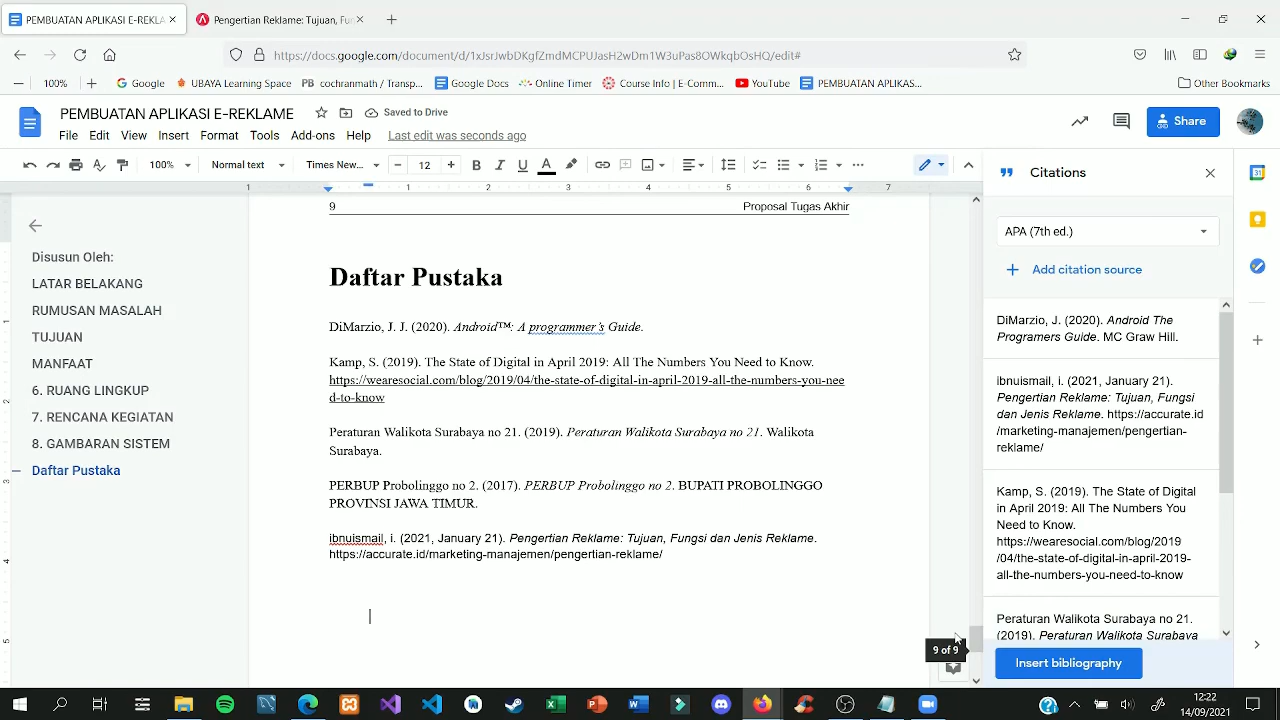 PEMBUATAN APLIKASI E-REKLA
Pengertian Reklame: Tujuan, Fun
https://docs.google.com/document/d/1xJsrJwbDKgfZmdMCPUJasH2wDm1W3uPas8OWkqbOsHQ/edit#
100%
Google
UBAYA Learning Space
PB cochranmath / Transp...
Google Docs
Online Timer
Course Info | E-Comm...
YouTube
PEMBUATAN APLIKAS...
Other Bookmarks
PEMBUATAN APLIKASI E-REKLAME
Saved to Drive
File Edit View Insert Format Tools Add-ons Help
Last edit was seconds ago
Share
100%
Normal text
Times New...
12
B I U A
Citations
1 1 2 3 4 5 6 7
9
Proposal Tugas Akhir
Disusun Oleh:
LATAR BELAKANG
RUMUSAN MASALAH
TUJUAN
MANFAAT
6. RUANG LINGKUP
7. RENCANA KEGIATAN
8. GAMBARAN SISTEM
Daftar Pustaka
Daftar Pustaka
DiMarzio, J. J. (2020). Android™: A programmer's Guide.
Kamp, S. (2019). The State of Digital in April 2019: All The Numbers You Need to Know.
https://wearesocial.com/blog/2019/04/the-state-of-digital-in-april-2019-all-the-numbers-you-nee
d-to-know
Peraturan Walikota Surabaya no 21. (2019). Peraturan Walikota Surabaya no 21. Walikota
Surabaya.
PERBUP Probolinggo no 2. (2017). PERBUP Probolinggo no 2. BUPATI PROBOLINGGO
PROVINSI JAWA TIMUR.
ibnuismail, i. (2021, January 21). Pengertian Reklame: Tujuan, Fungsi dan Jenis Reklame.
https://accurate.id/marketing-manajemen/pengertian-reklame/
9 of 9
APA (7th ed.)
Add citation source
DiMarzio, J. (2020). Android The
Programers Guide. MC Graw Hill.
ibnuismail, i. (2021, January 21).
Pengertian Reklame: Tujuan, Fungsi
dan Jenis Reklame. https://accurate.id
/marketing-manajemen/pengertian-
reklame/
Kamp, S. (2019). The State of Digital
in April 2019: All The Numbers You
Need to Know.
https://wearesocial.com/blog/2019
/04/the-state-of-digital-in-april-2019-
all-the-numbers-you-need-to-know
Peraturan Walikota Surabaya no 21.
(2019). Peraturan Walikota Surabaya
Insert bibliography
12:22
14/09/2021